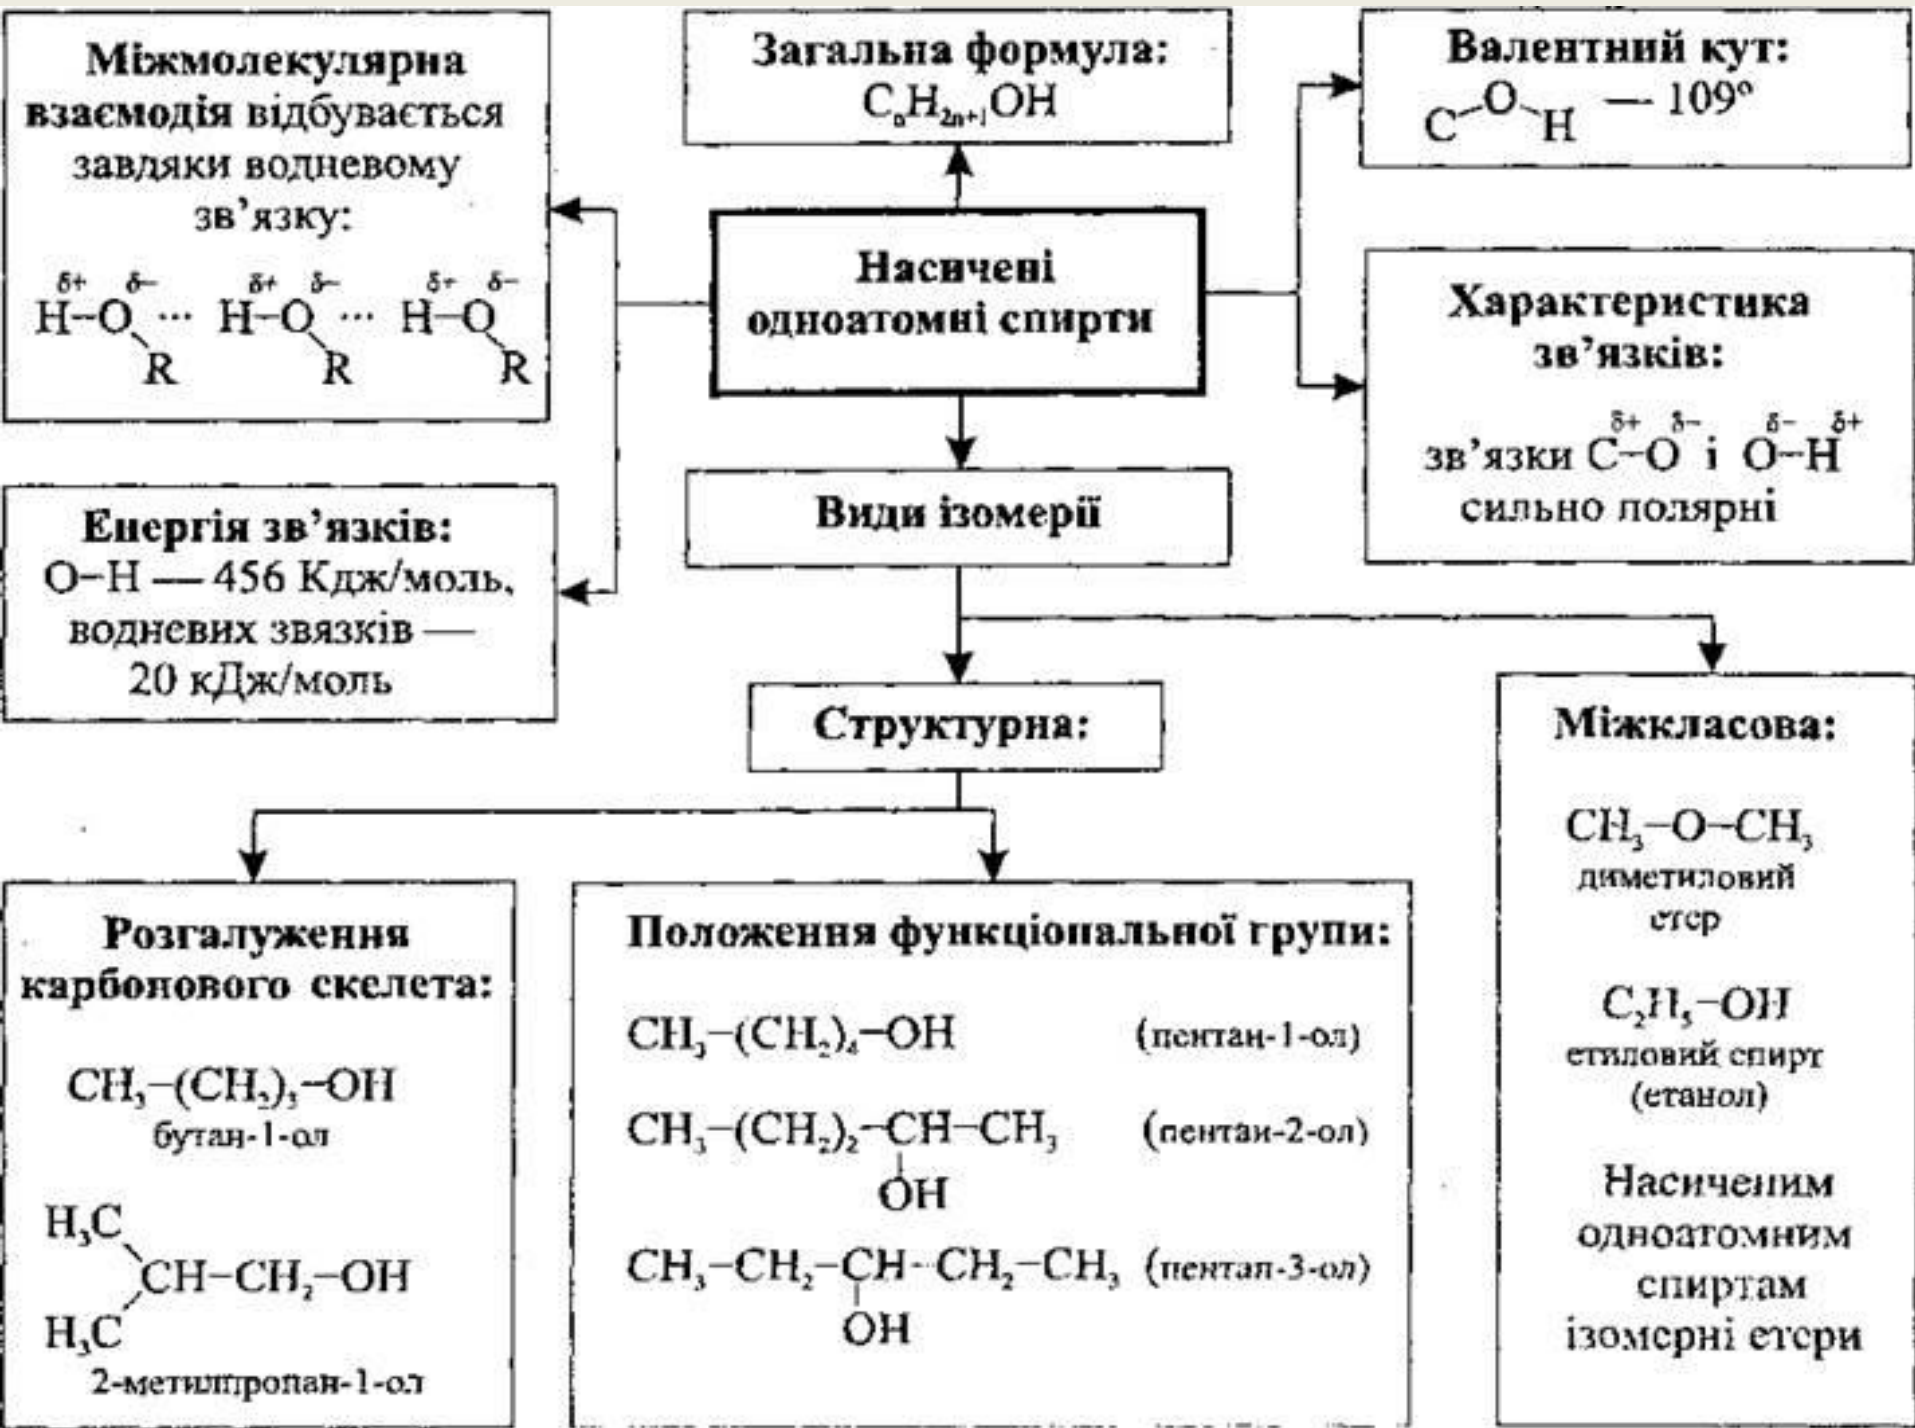 Міжмолекулярна
взаємодія відбувається
завдяки водневому
зв’язку:
δ+ δ– δ+ δ– δ+ δ–
H–O ··· H–O ··· H–O
R R R
Загальна формула:
CₙH₂ₙ₊₁OH
Валентний кут:
C–O–H — 109°
Насичені
одноатомні спирти
Характеристика
зв’язків:
δ+ δ– δ– δ+
зв’язки C–O і O–H
сильно полярні
Енергія зв’язків:
O–H — 456 Кдж/моль,
водневих звязків —
20 кДж/моль
Види ізомерії
Структурна:
Міжкласова:
CH₃–O–CH₃
диметиловий
етер
C₂H₅–OH
етиловий спирт
(етанол)
Насиченим
одноатомним
спиртам
ізомерні етери
Розгалуження
карбонового скелета:
CH₃–(CH₂)₃–OH
бутан-1-ол
H₃C
CH–CH₂–OH
H₃C
2-метилпропан-1-ол
Положення функціональної групи:
CH₃–(CH₂)₄–OH (пентан-1-ол)
CH₃–(CH₂)₂–CH–CH₃ (пентан-2-ол)
OH
CH₃–CH₂–CH–CH₂–CH₃ (пентан-3-ол)
OH